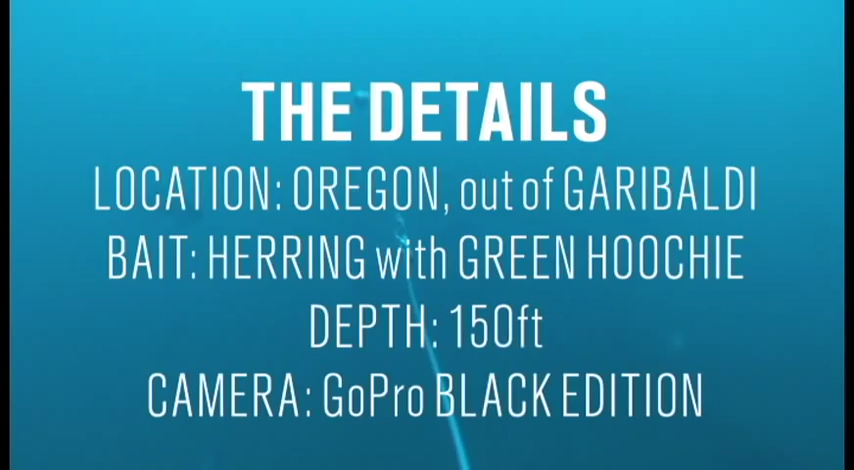 THE DETAILS
LOCATION: OREGON, out of GARIBALDI
BAIT: HERRING with GREEN HOOCHIE
DEPTH: 150ft
CAMERA: GoPro BLACK EDITION